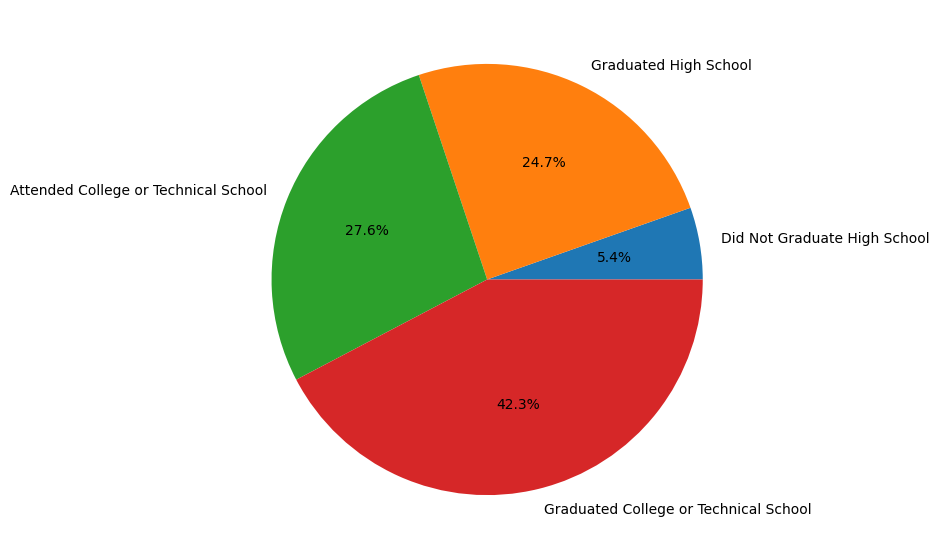 Graduated High School
24.7%
Attended College or Technical School
27.6%
Did Not Graduate High School
5.4%
42.3%
Graduated College or Technical School